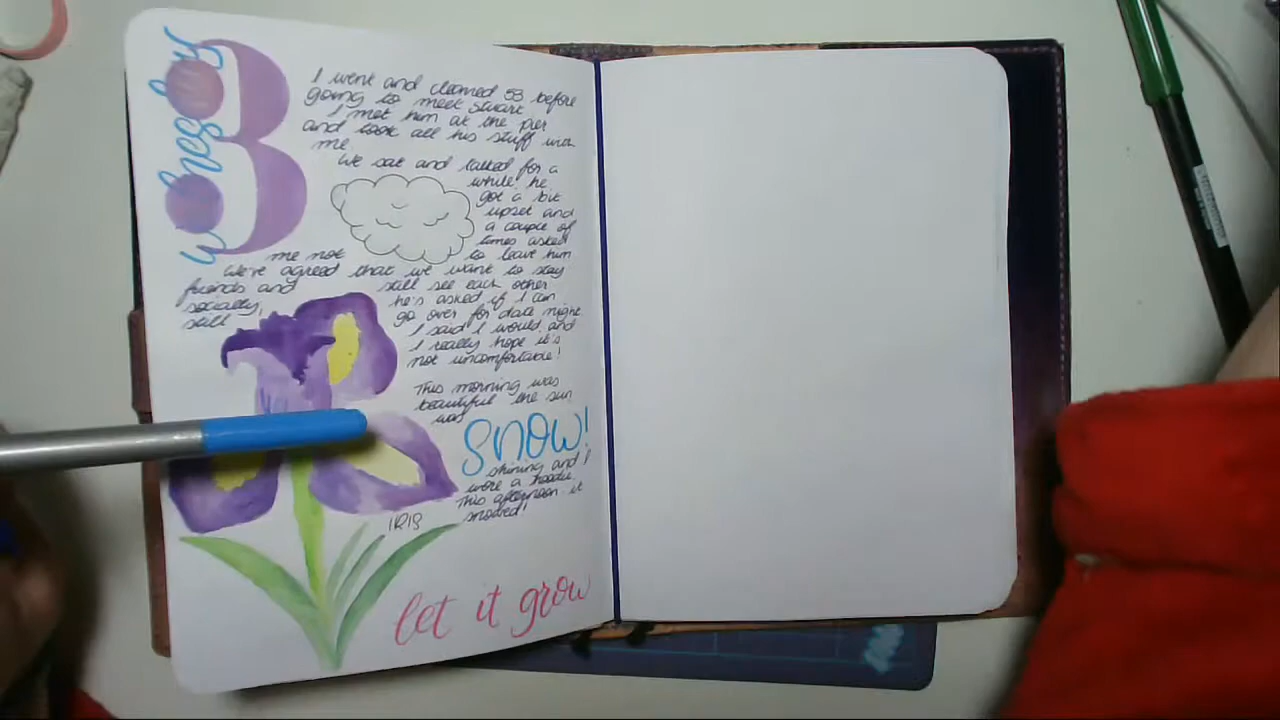 Wednesday
3
I went and cleaned 53 before
going to meet Stuart
I met him at the pier
and took all his stuff with
me.
We sat and talked for a
while! he
got a bit
upset and
a couple of
times asked
me not to leave him
We've agreed that we want to stay
friends and still see each other
socially, he's asked if I can
still go over for date night
I said I would and
I really hope it's
not uncomfortable!
This morning was
beautiful the sun
was
SNOW!
shining and I
wore a hoodie
This afternoon it
snowed!
IRIS
let it grow